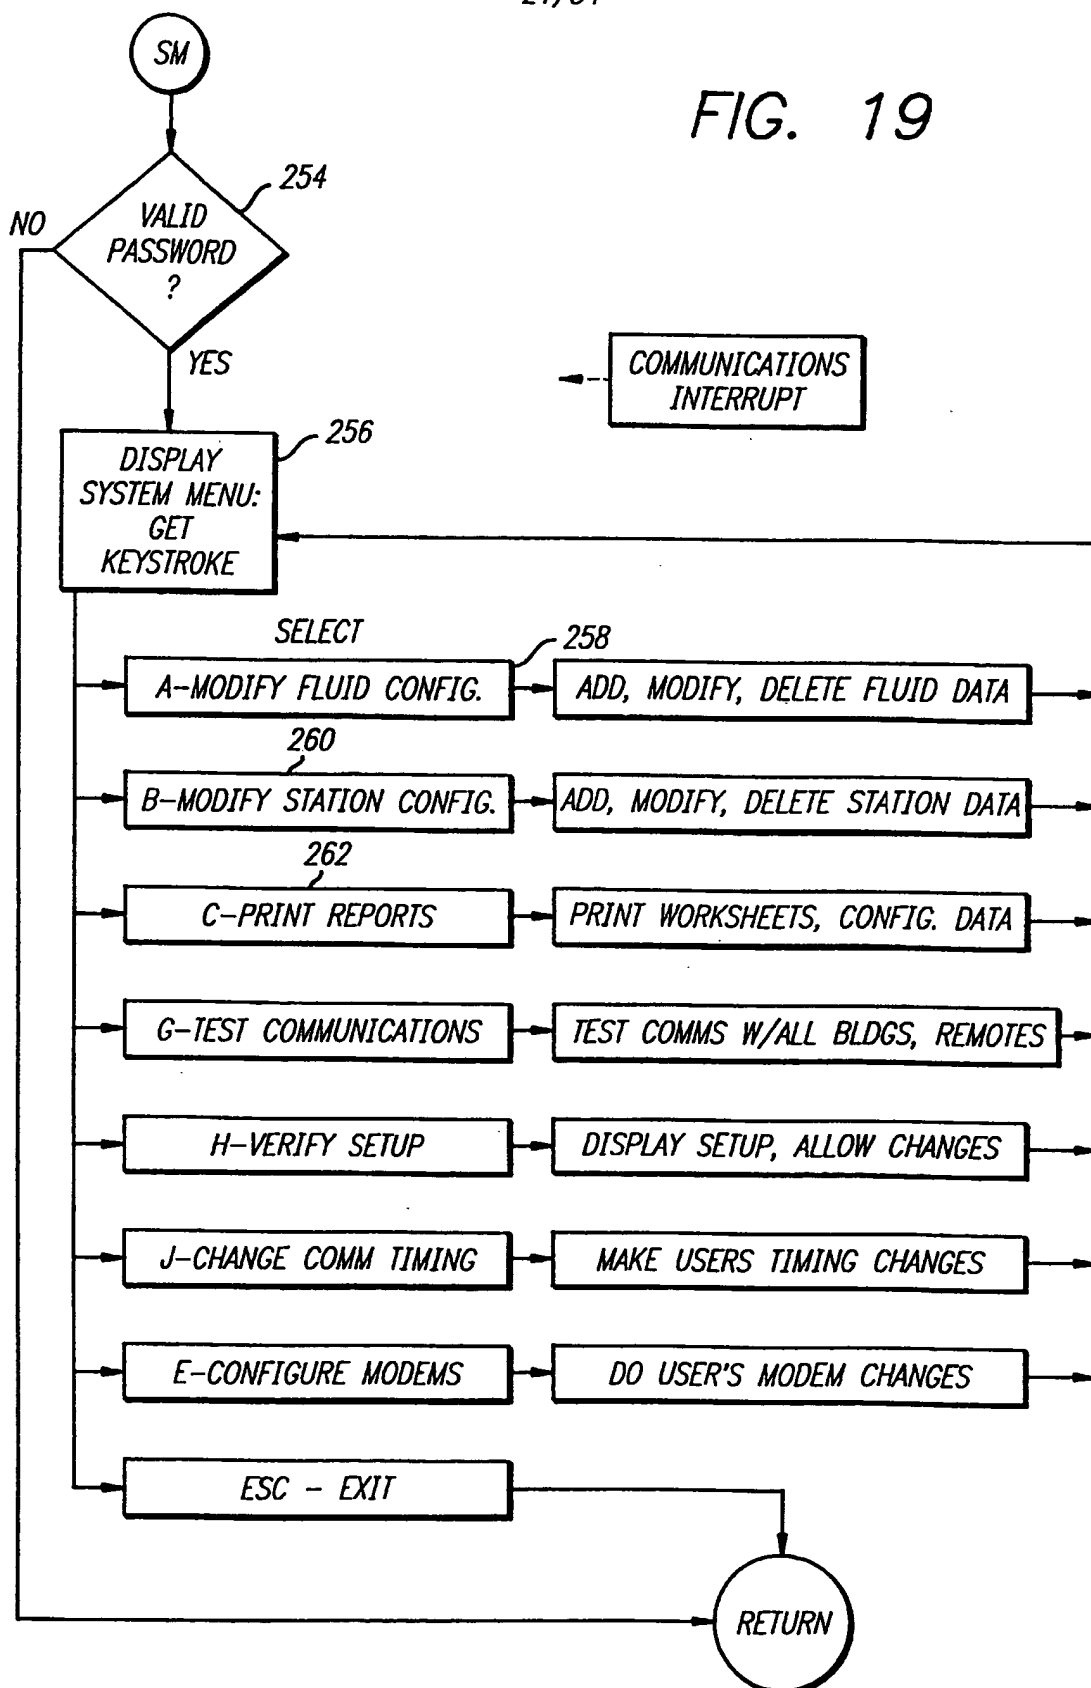 SM
FIG. 19
254
NO
VALID
PASSWORD
?
YES
COMMUNICATIONS
INTERRUPT
256
DISPLAY
SYSTEM MENU:
GET
KEYSTROKE
SELECT
258
A-MODIFY FLUID CONFIG.
ADD, MODIFY, DELETE FLUID DATA
260
B-MODIFY STATION CONFIG.
ADD, MODIFY, DELETE STATION DATA
262
C-PRINT REPORTS
PRINT WORKSHEETS, CONFIG. DATA
G-TEST COMMUNICATIONS
TEST COMMS W/ALL BLDGS, REMOTES
H-VERIFY SETUP
DISPLAY SETUP, ALLOW CHANGES
J-CHANGE COMM TIMING
MAKE USERS TIMING CHANGES
E-CONFIGURE MODEMS
DO USER'S MODEM CHANGES
ESC - EXIT
RETURN